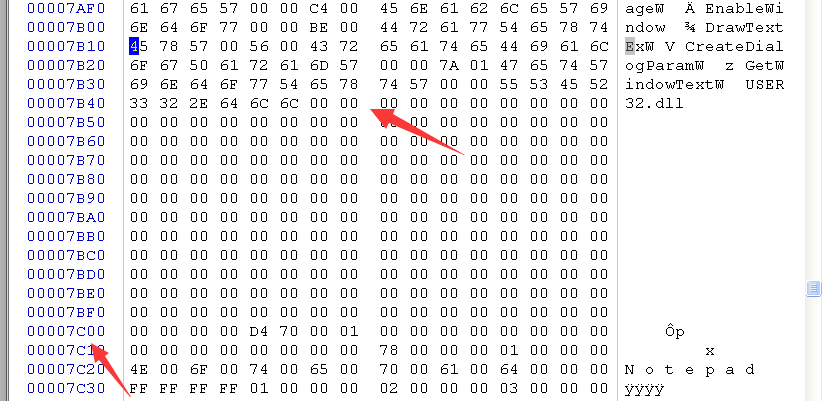 00007AF0 61 67 65 57 00 00 C4 00 45 6E 61 62 6C 65 57 69 ageW Ä EnableWi
00007B00 6E 64 6F 77 00 00 BE 00 44 72 61 77 54 65 78 74 ndow ¾ DrawText
00007B10 45 78 57 00 56 00 43 72 65 61 74 65 44 69 61 6C ExW V CreateDial
00007B20 6F 67 50 61 72 61 6D 57 00 00 7A 01 47 65 74 57 ogParamW z GetW
00007B30 69 6E 64 6F 77 54 65 78 74 57 00 00 55 53 45 52 indowTextW USER
00007B40 33 32 2E 64 6C 6C 00 00 00 00 00 00 00 00 00 00 32.dll
00007B50 00 00 00 00 00 00 00 00 00 00 00 00 00 00 00 00
00007B60 00 00 00 00 00 00 00 00 00 00 00 00 00 00 00 00
00007B70 00 00 00 00 00 00 00 00 00 00 00 00 00 00 00 00
00007B80 00 00 00 00 00 00 00 00 00 00 00 00 00 00 00 00
00007B90 00 00 00 00 00 00 00 00 00 00 00 00 00 00 00 00
00007BA0 00 00 00 00 00 00 00 00 00 00 00 00 00 00 00 00
00007BB0 00 00 00 00 00 00 00 00 00 00 00 00 00 00 00 00
00007BC0 00 00 00 00 00 00 00 00 00 00 00 00 00 00 00 00
00007BD0 00 00 00 00 00 00 00 00 00 00 00 00 00 00 00 00
00007BE0 00 00 00 00 00 00 00 00 00 00 00 00 00 00 00 00
00007BF0 00 00 00 00 00 00 00 00 00 00 00 00 00 00 00 00
00007C00 00 00 00 00 D4 70 00 01 00 00 00 00 00 00 00 00 Ôp
00007C10 00 00 00 00 00 00 00 00 78 00 00 00 01 00 00 00 x
00007C20 4E 00 6F 00 74 00 65 00 70 00 61 00 64 00 00 00 N o t e p a d
00007C30 FF FF FF FF 01 00 00 00 02 00 00 00 03 00 00 00 ÿÿÿÿ